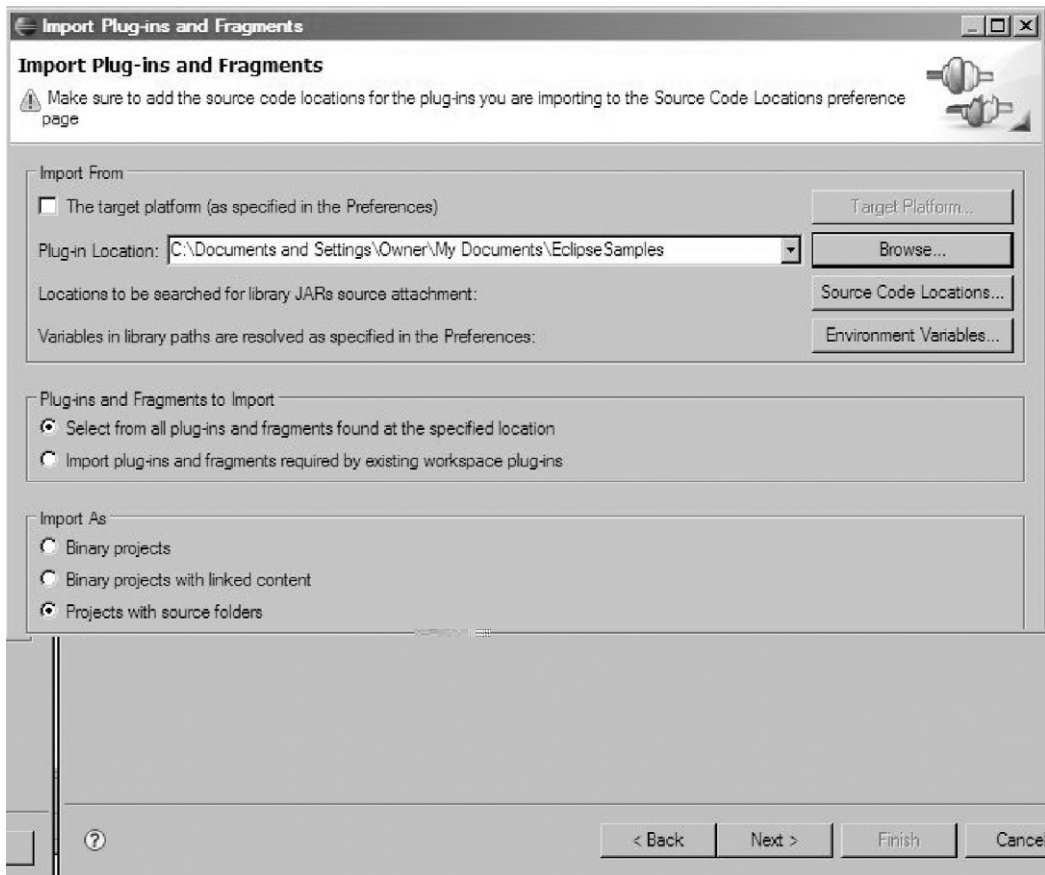 Import Plug-ins and Fragments
Import Plug-ins and Fragments
Make sure to add the source code locations for the plug-ins you are importing to the Source Code Locations preference
page
Import From
The target platform (as specified in the Preferences)
Target Platform...
Plug-in Location:
C:\Documents and Settings\Owner\My Documents\EclipseSamples
Browse...
Locations to be searched for library JARs source attachment:
Source Code Locations...
Variables in library paths are resolved as specified in the Preferences:
Environment Variables...
Plug-ins and Fragments to Import
Select from all plug-ins and fragments found at the specified location
Import plug-ins and fragments required by existing workspace plug-ins
Import As
Binary projects
Binary projects with linked content
Projects with source folders
?
< Back
Next >
Finish
Cance